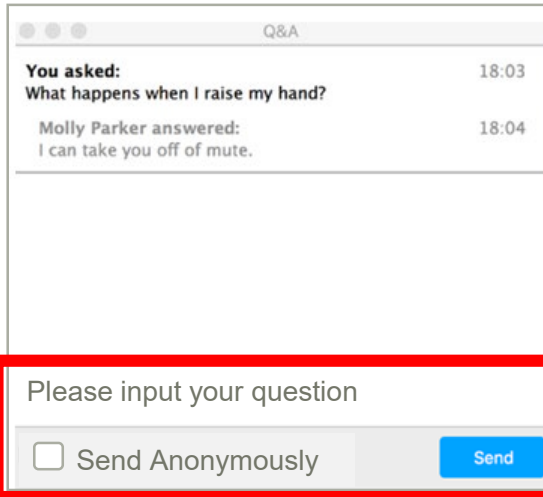 Q&A
You asked: 18:03
What happens when I raise my hand?
Molly Parker answered: 18:04
I can take you off of mute.
Please input your question
Send Anonymously Send